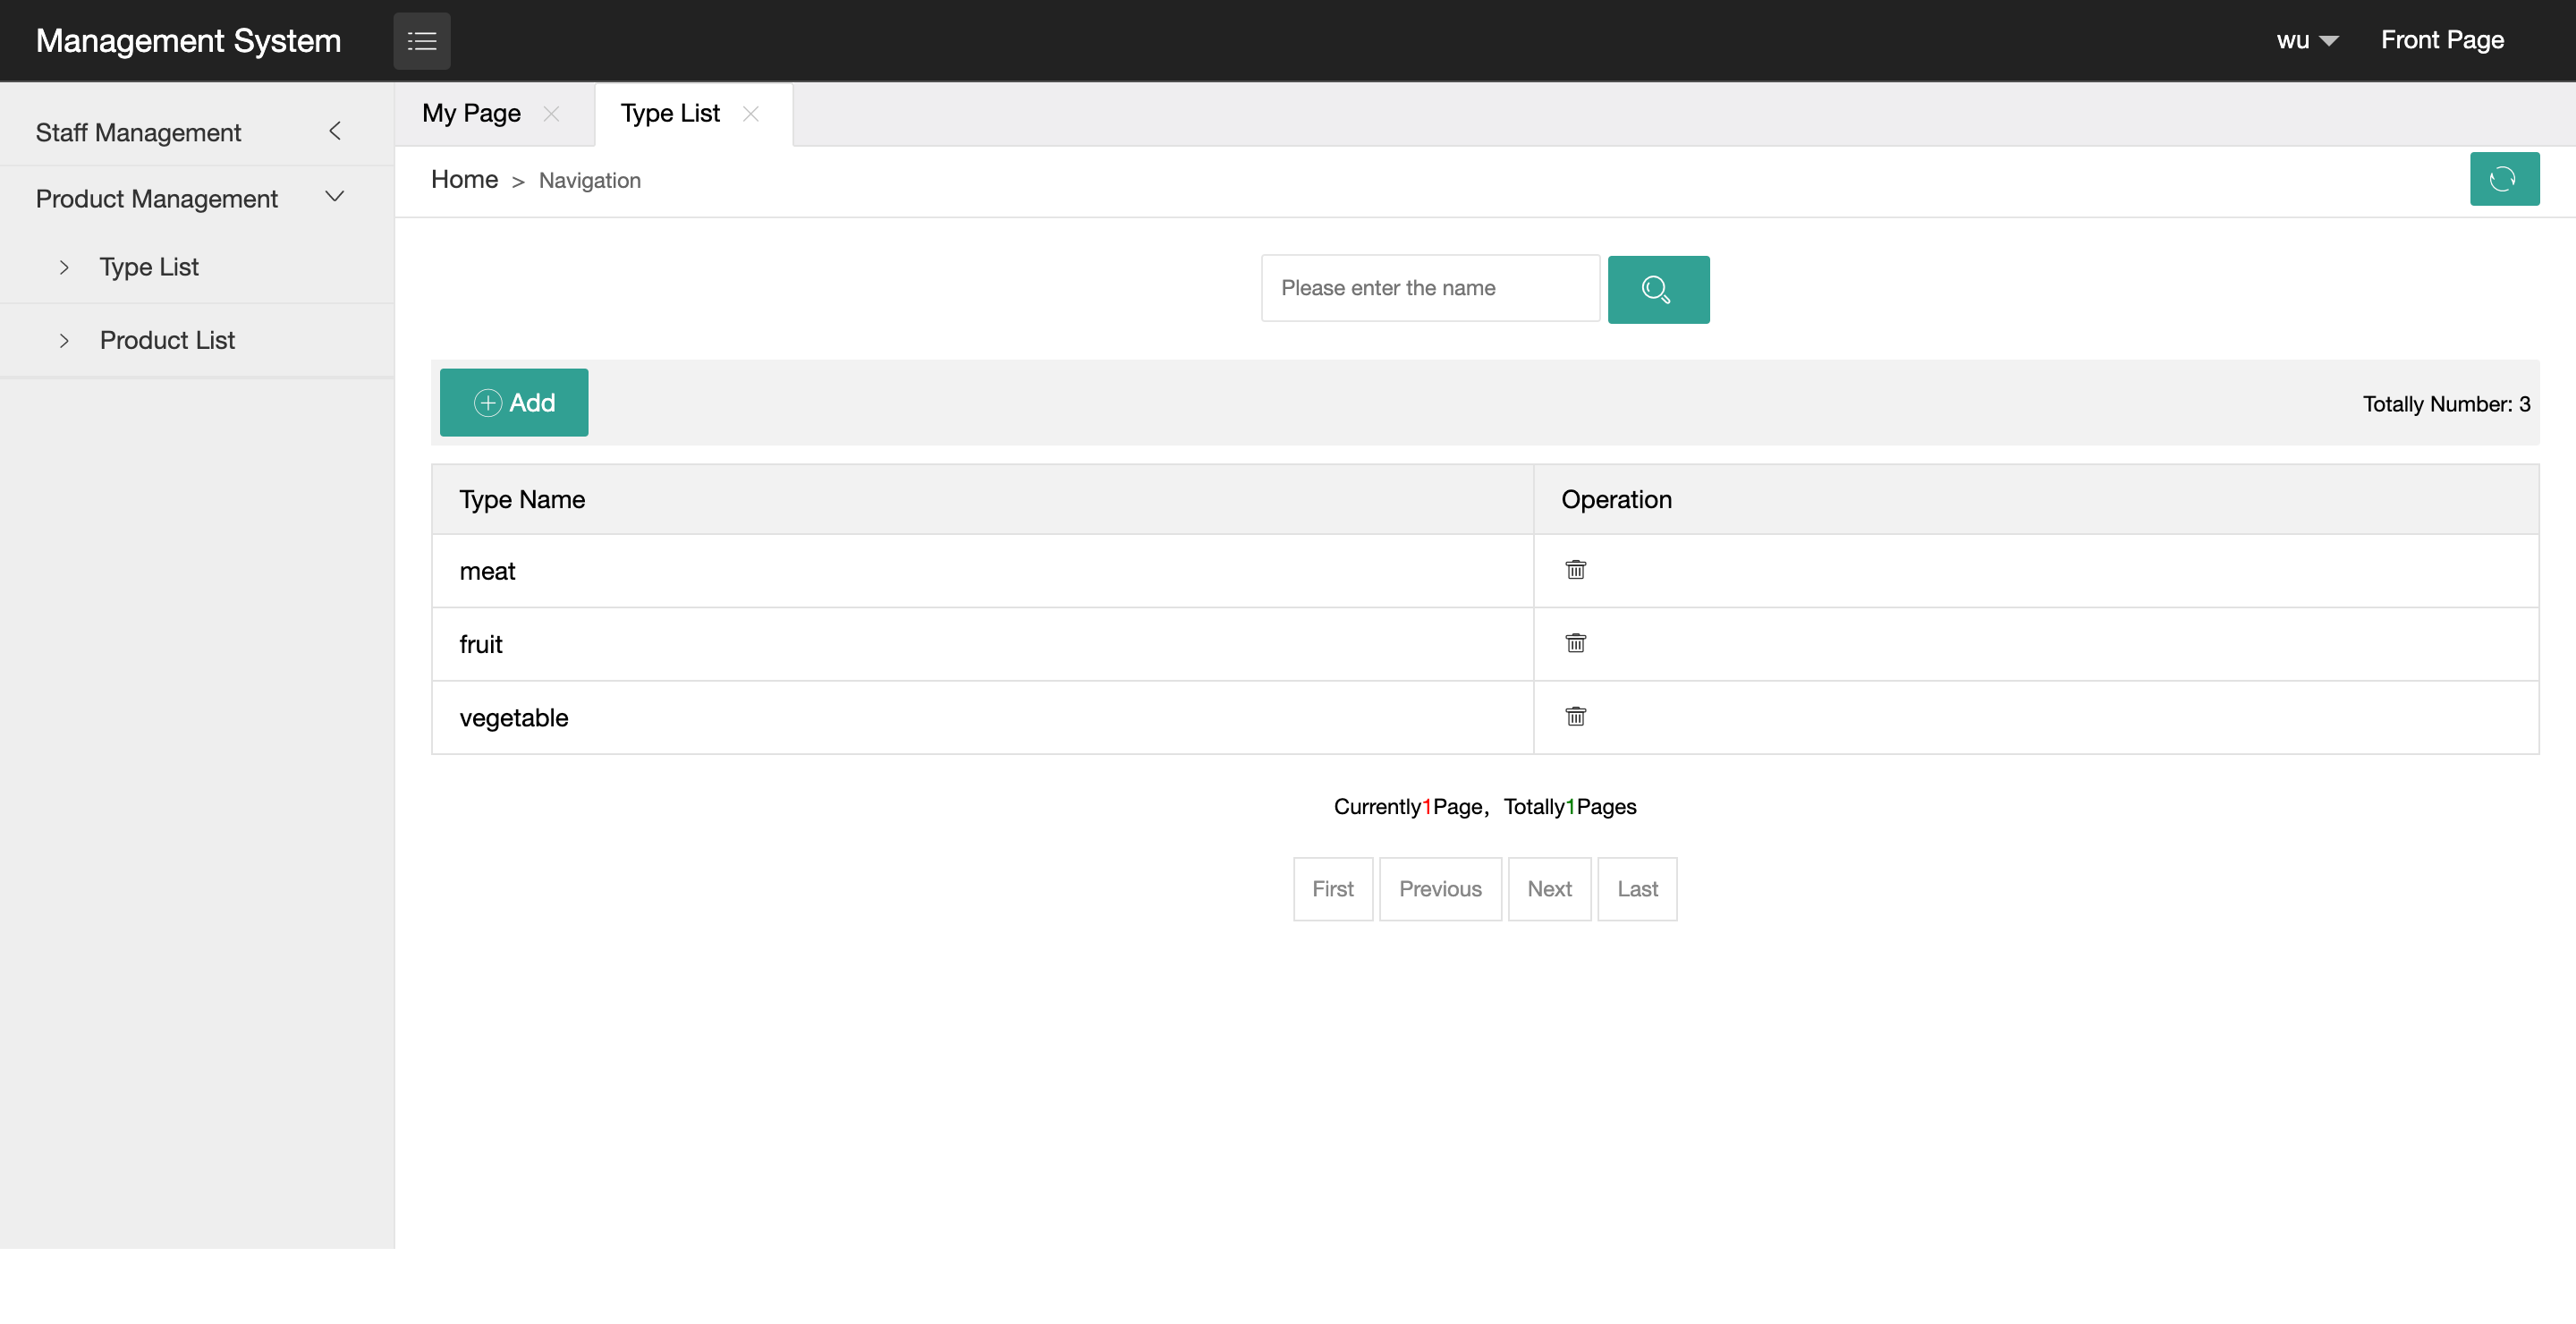 Management System
wu Front Page
Staff Management
Product Management
Type List
Product List
My Page
Type List
Home > Navigation
Please enter the name
Add
Totally Number: 3
Type Name Operation
meat
fruit
vegetable
Currently1Page, Totally1Pages
First Previous Next Last